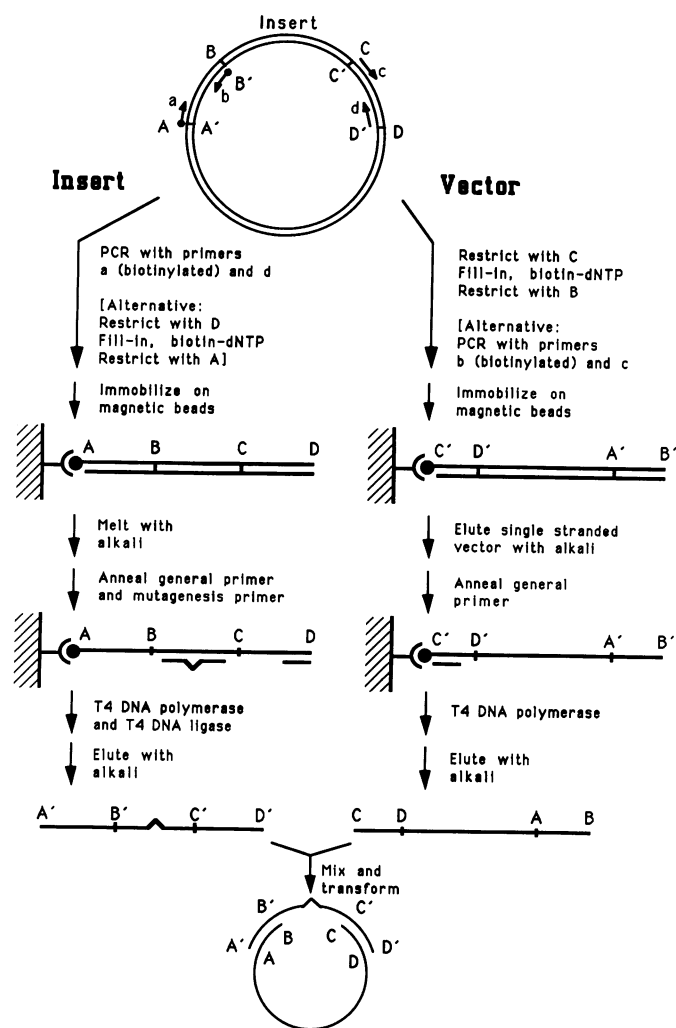 Insert
B
C
B´
C´
c
a
b
d
A
A´
D´
D
Insert
Vector
PCR with primers
a (biotinylated) and d
[Alternative:
Restrict with D
Fill-in, biotin-dNTP
Restrict with A]
Immobilize on
magnetic beads
Restrict with C
Fill-in, biotin-dNTP
Restrict with B
[Alternative:
PCR with primers
b (biotinylated) and c
Immobilize on
magnetic beads
A
B
C
D
C´
D´
A´
B´
Melt with
alkali
Anneal general primer
and mutagenesis primer
Elute single stranded
vector with alkali
Anneal general
primer
A
B
C
D
C´
D´
A´
B´
T4 DNA polymerase
and T4 DNA ligase
Elute with
alkali
T4 DNA polymerase
Elute with
alkali
A´
B´
C´
D´
C
D
A
B
Mix and
transform
B´
C´
A´
B
C
D´
A
D